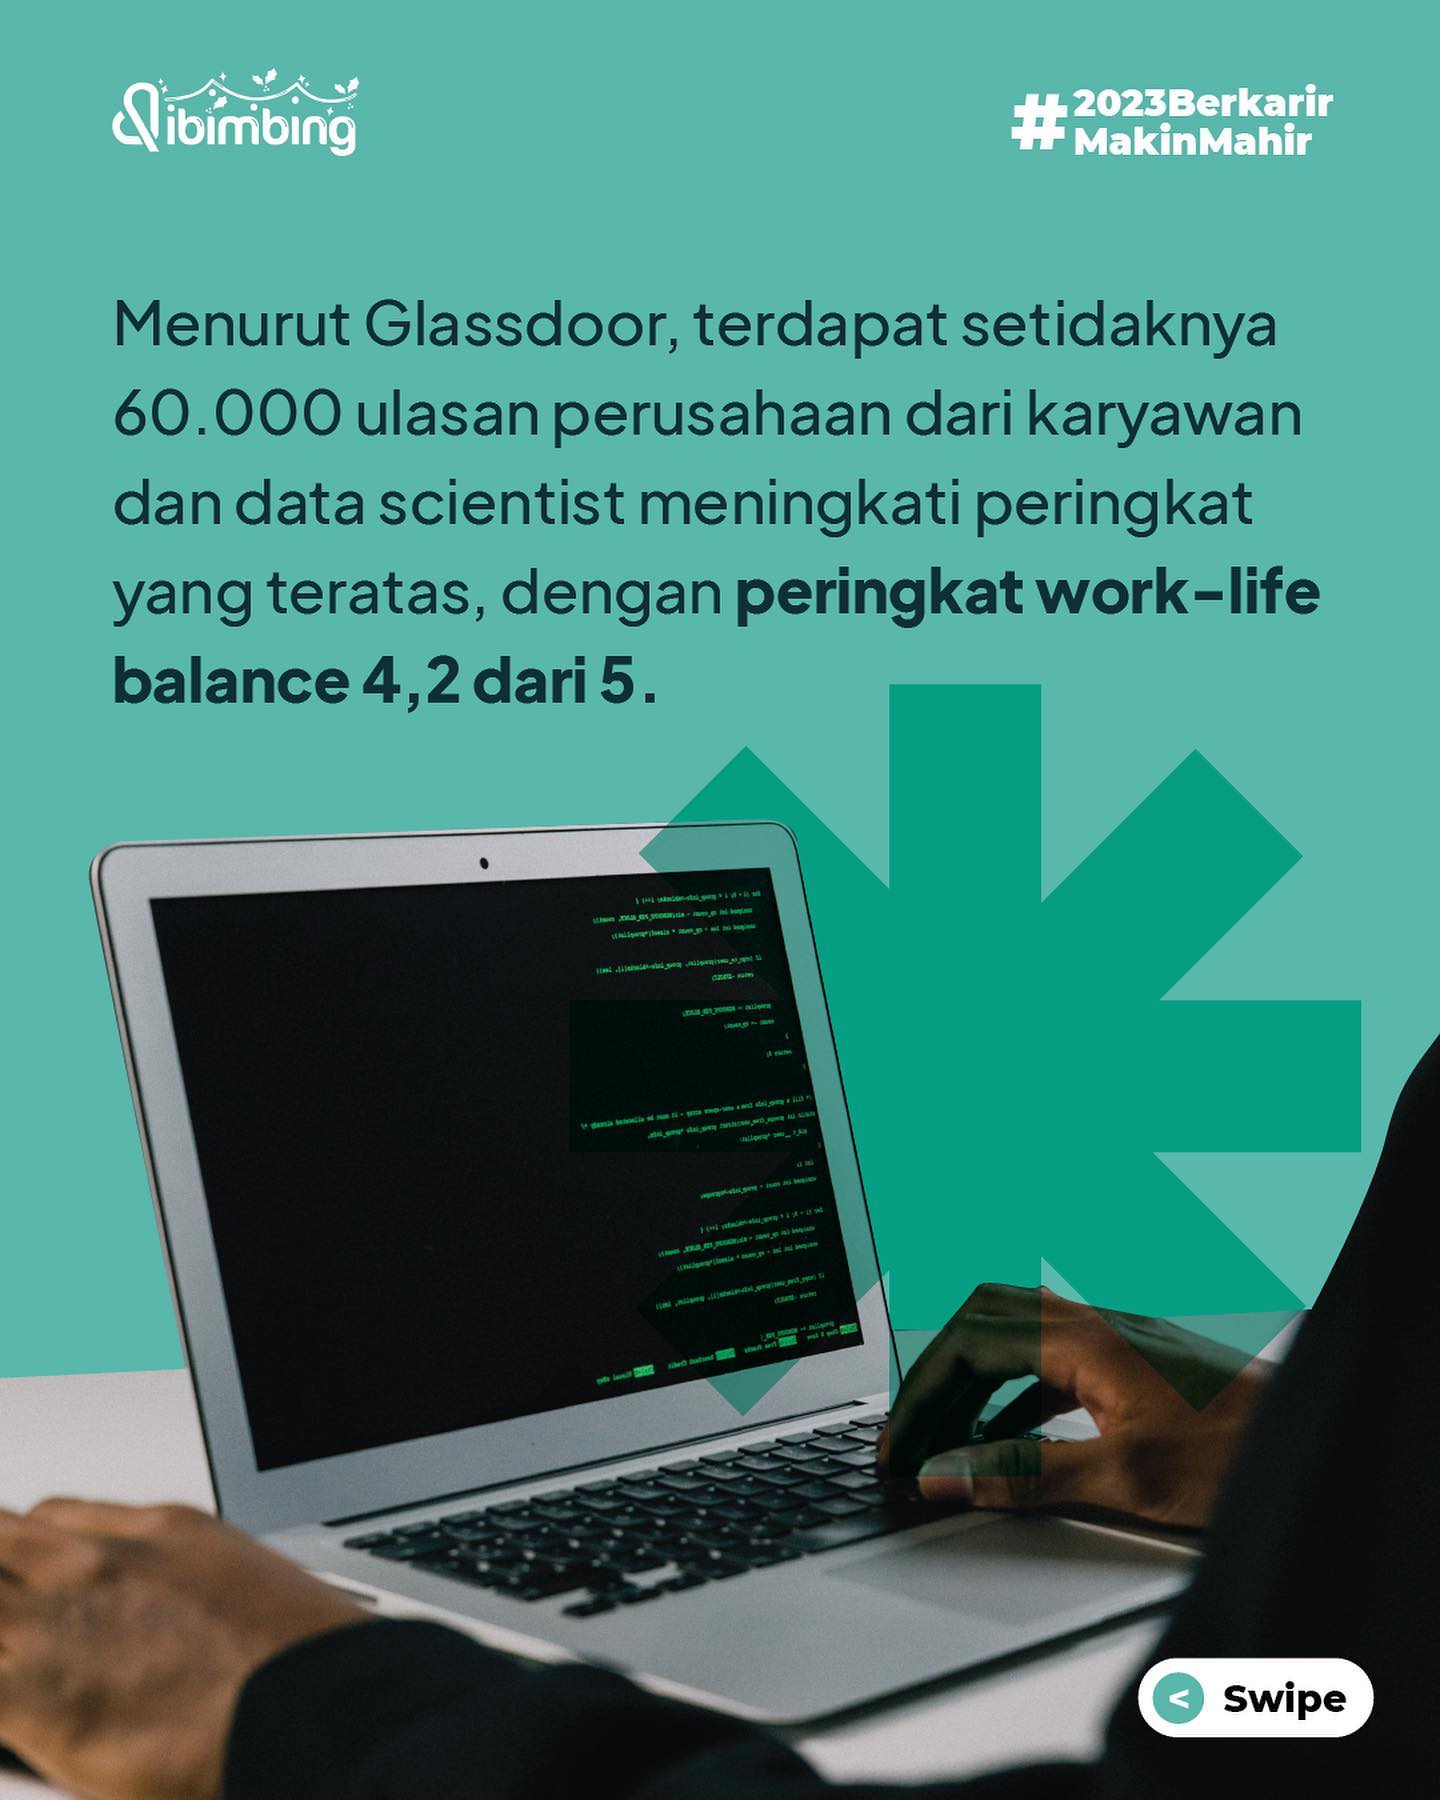 dibimbing
#2023Berkarir
MakinMahir
Menurut Glassdoor, terdapat setidaknya
60.000 ulasan perusahaan dari karyawan
dan data scientist meningkati peringkat
yang teratas, dengan peringkat work-life
balance 4,2 dari 5.
< Swipe